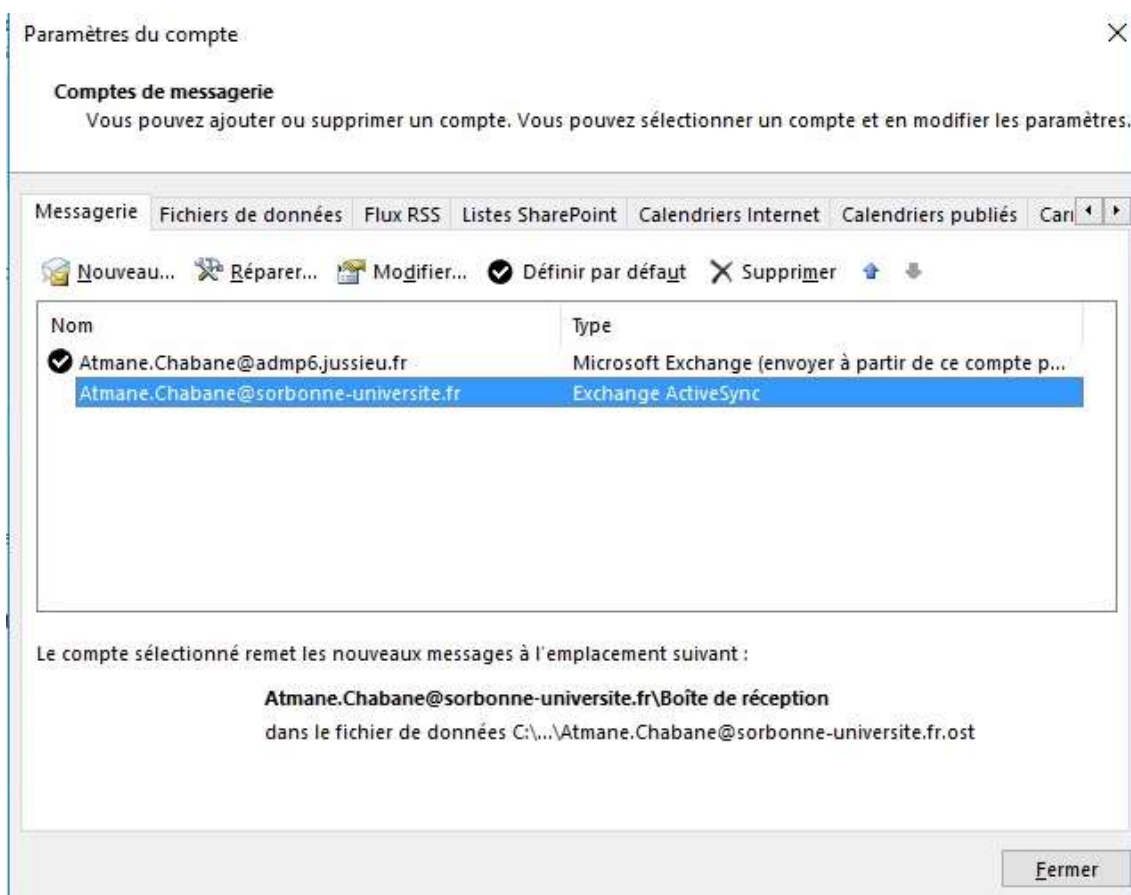 Paramètres du compte
Comptes de messagerie
Vous pouvez ajouter ou supprimer un compte. Vous pouvez sélectionner un compte et en modifier les paramètres.
Messagerie Fichiers de données Flux RSS Listes SharePoint Calendriers Internet Calendriers publiés
Nouveau... Réparer... Modifier... Définir par défaut Supprimer
Nom Type
Atmane.Chabane@admp6.jussieu.fr Microsoft Exchange (envoyer à partir de ce compte p...
Atmane.Chabane@sorbonne-universite.fr Exchange ActiveSync
Le compte sélectionné remet les nouveaux messages à l'emplacement suivant :
Atmane.Chabane@sorbonne-universite.fr\Boîte de réception
dans le fichier de données C:\...\Atmane.Chabane@sorbonne-universite.fr.ost
Fermer